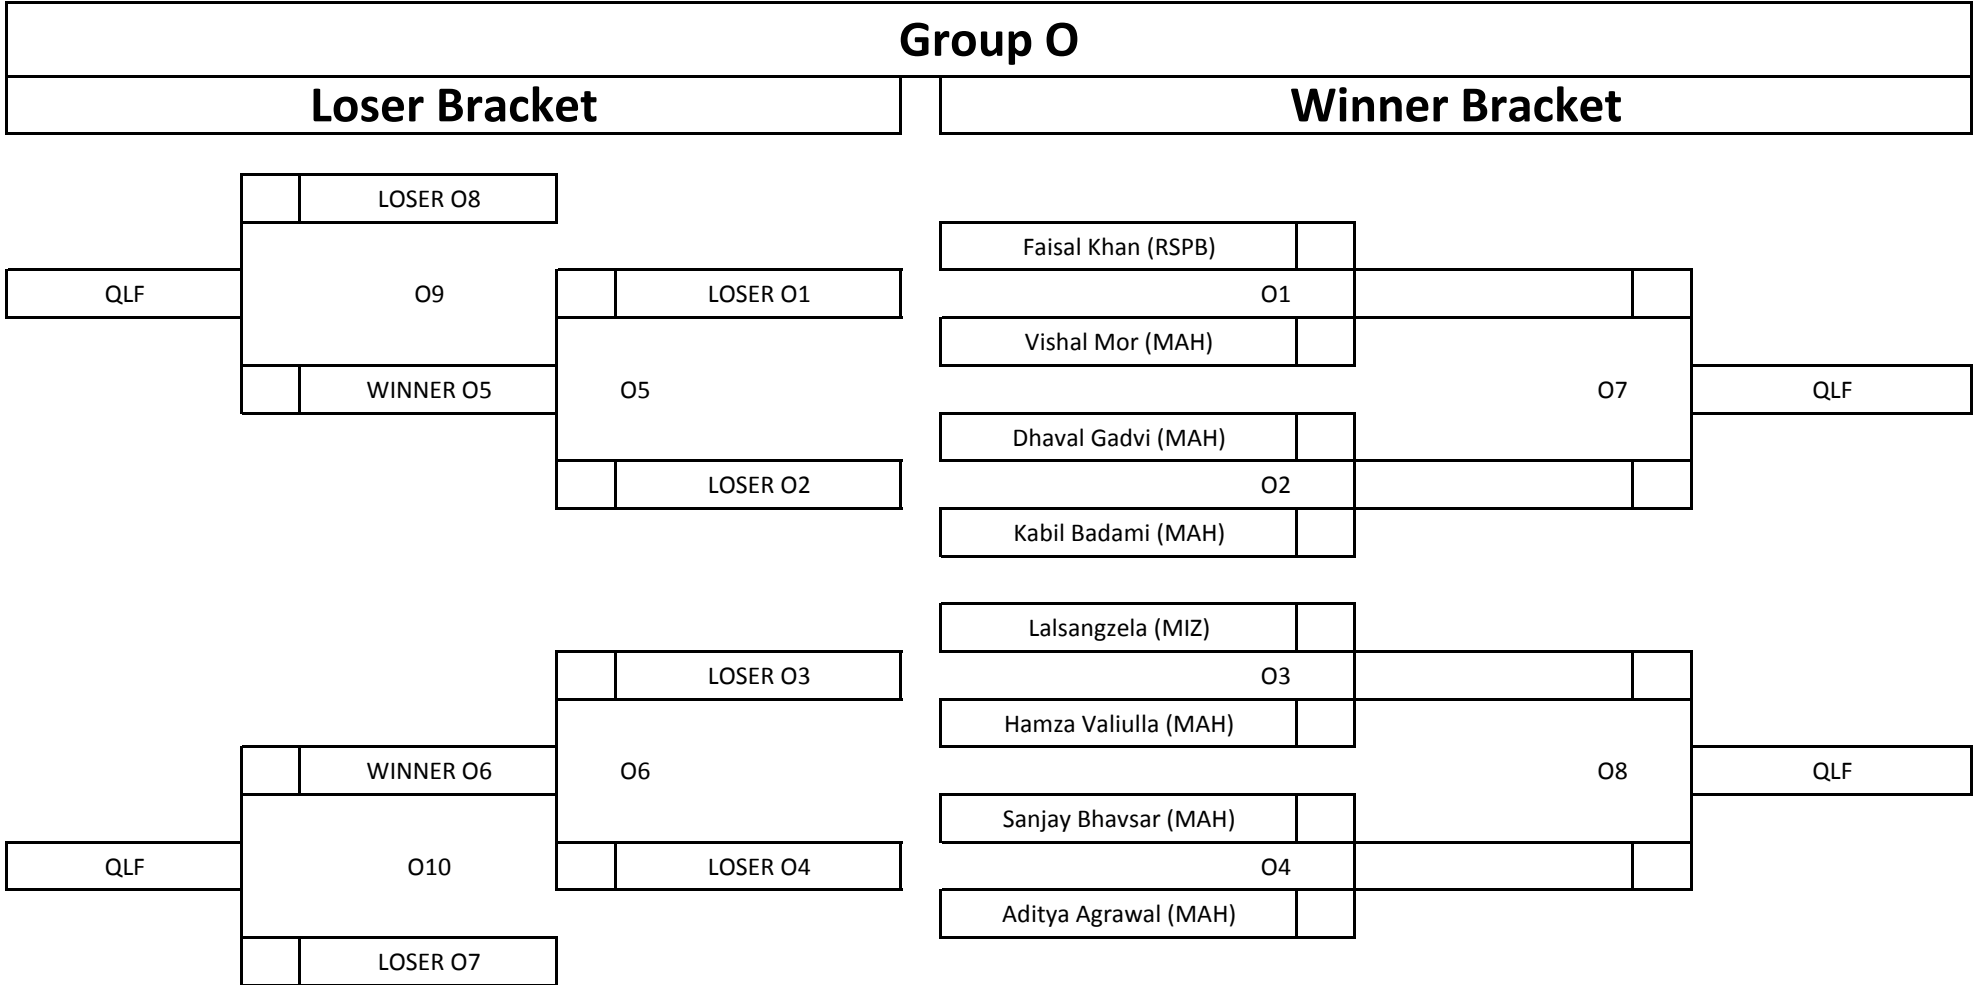 Group O
Loser Bracket
Winner Bracket
LOSER O8
Faisal Khan (RSPB)
QLF
O9
LOSER O1
O1
Vishal Mor (MAH)
WINNER O5
O5
O7
QLF
Dhaval Gadvi (MAH)
LOSER O2
O2
Kabil Badami (MAH)
Lalsangzela (MIZ)
LOSER O3
O3
Hamza Valiulla (MAH)
WINNER O6
O6
O8
QLF
Sanjay Bhavsar (MAH)
QLF
O10
LOSER O4
O4
Aditya Agrawal (MAH)
LOSER O7